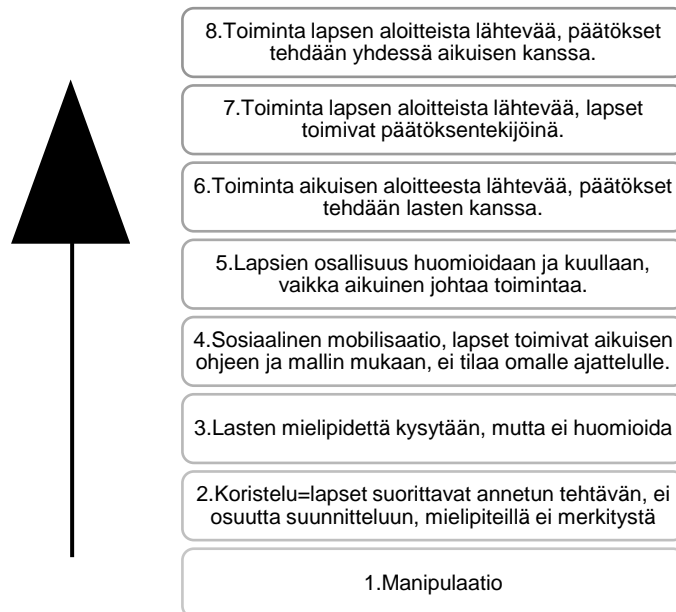 8.Toiminta lapsen aloitteista lähtevää, päätökset
tehdään yhdessä aikuisen kanssa.
7.Toiminta lapsen aloitteista lähtevää, lapset
toimivat päätöksentekijöinä.
6.Toiminta aikuisen aloitteesta lähtevää, päätökset
tehdään lasten kanssa.
5.Lapsien osallisuus huomioidaan ja kuullaan,
vaikka aikuinen johtaa toimintaa.
4.Sosiaalinen mobilisaatio, lapset toimivat aikuisen
ohjeen ja mallin mukaan, ei tilaa omalle ajattelulle.
3.Lasten mielipidettä kysytään, mutta ei huomioida
2.Koristelu=lapset suorittavat annetun tehtävän, ei
osuutta suunnitteluun, mielipiteillä ei merkitystä
1.Manipulaatio